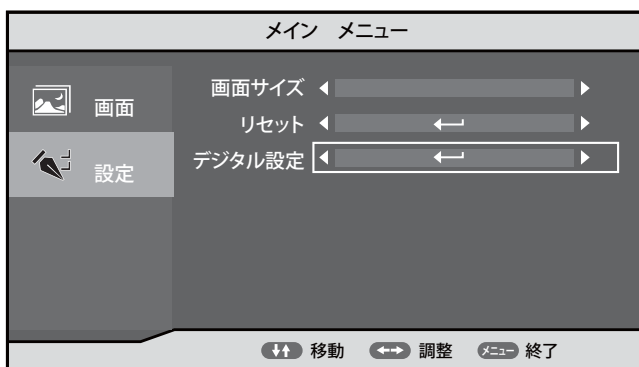 メイン メニュー
画面
設定
画面サイズ
リセット
デジタル設定
移動 調整 メニュー 終了